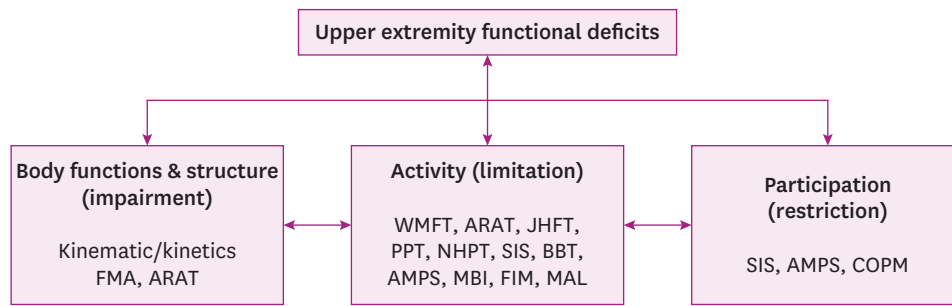 Upper extremity functional deficits
Body functions & structure
(impairment)
Kinematic/kinetics
FMA, ARAT
Activity (limitation)
WMFT, ARAT, JHFT,
PPT, NHPT, SIS, BBT,
AMPS, MBI, FIM, MAL
Participation
(restriction)
SIS, AMPS, COPM